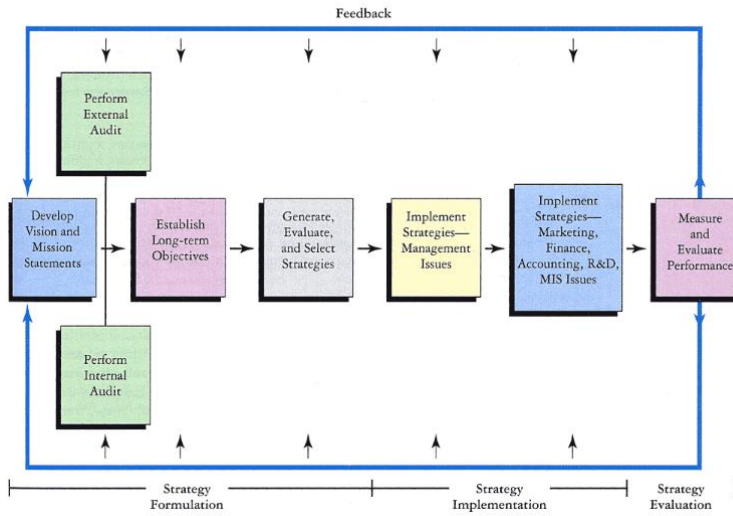 Feedback
Perform
External
Audit
Develop
Vision and
Mission
Statements
Establish
Long-term
Objectives
Generate,
Evaluate,
and Select
Strategies
Implement
Strategies—
Management
Issues
Implement
Strategies—
Marketing,
Finance,
Accounting, R&D,
MIS Issues
Measure
and
Evaluate
Performance
Perform
Internal
Audit
Strategy
Formulation
Strategy
Implementation
Strategy
Evaluation